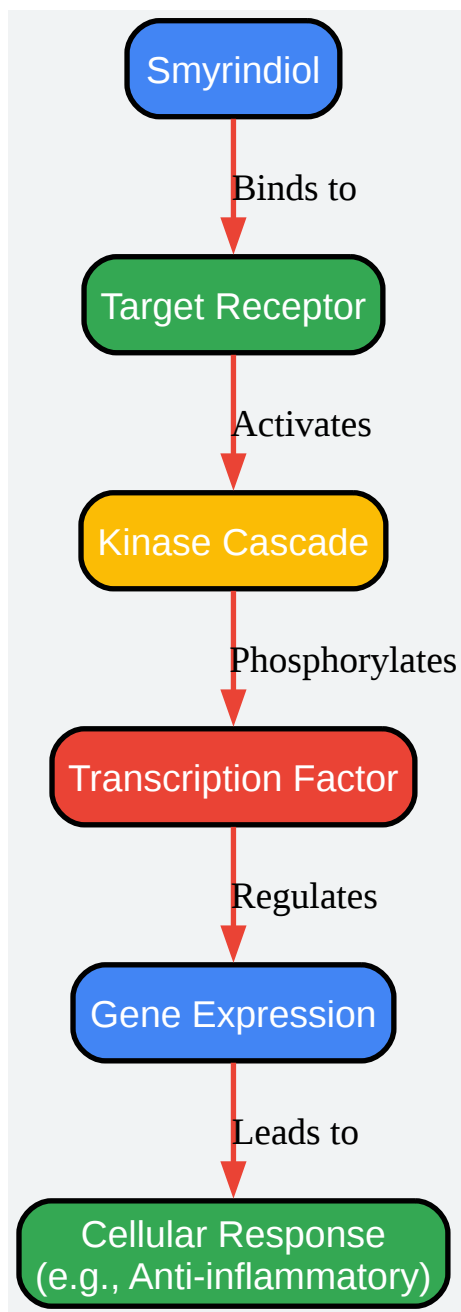 Smyrindiol
Binds to
Target Receptor
Activates
Kinase Cascade
Phosphorylates
Transcription Factor
Regulates
Gene Expression
Leads to
Cellular Response
(e.g., Anti-inflammatory)